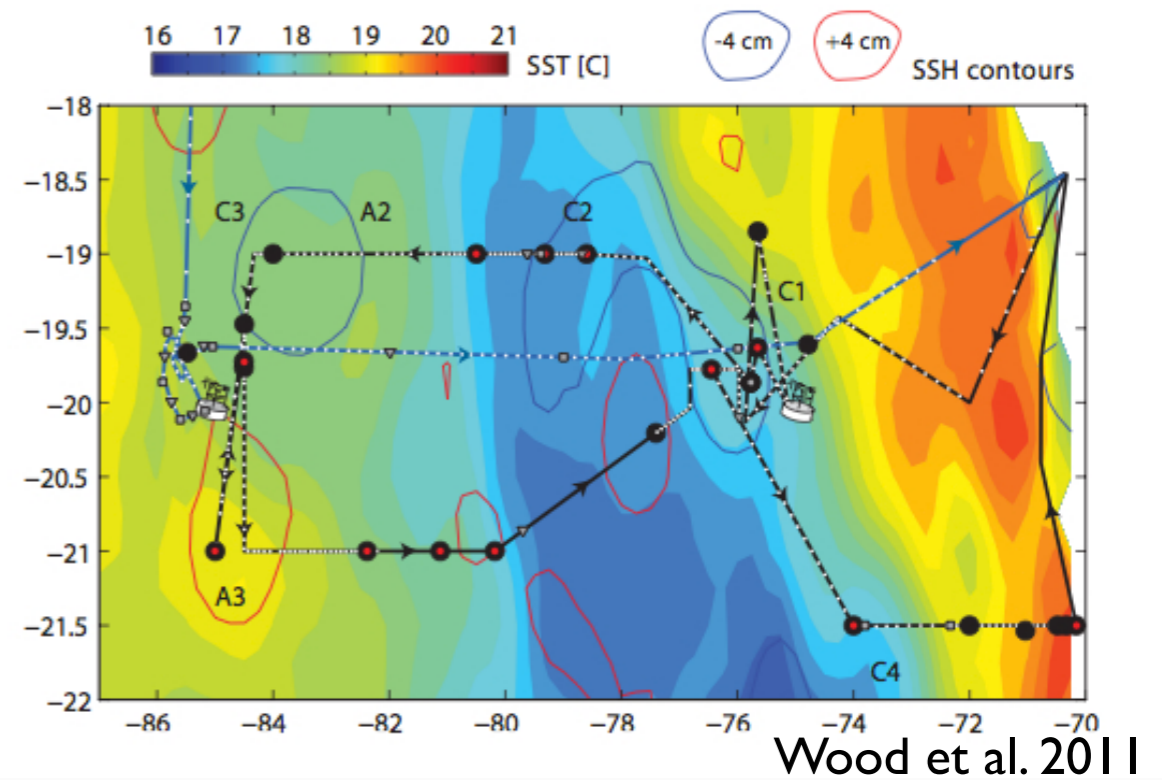 16 17 18 19 20 21
SST [C]
-4 cm
+4 cm
SSH contours
−18
−18.5
−19
−19.5
−20
−20.5
−21
−21.5
−22
C3
A2
C2
C1
A3
C4
−86 −84 −82 −80 −78 −76 −74 −72 −70
Wood et al. 2011